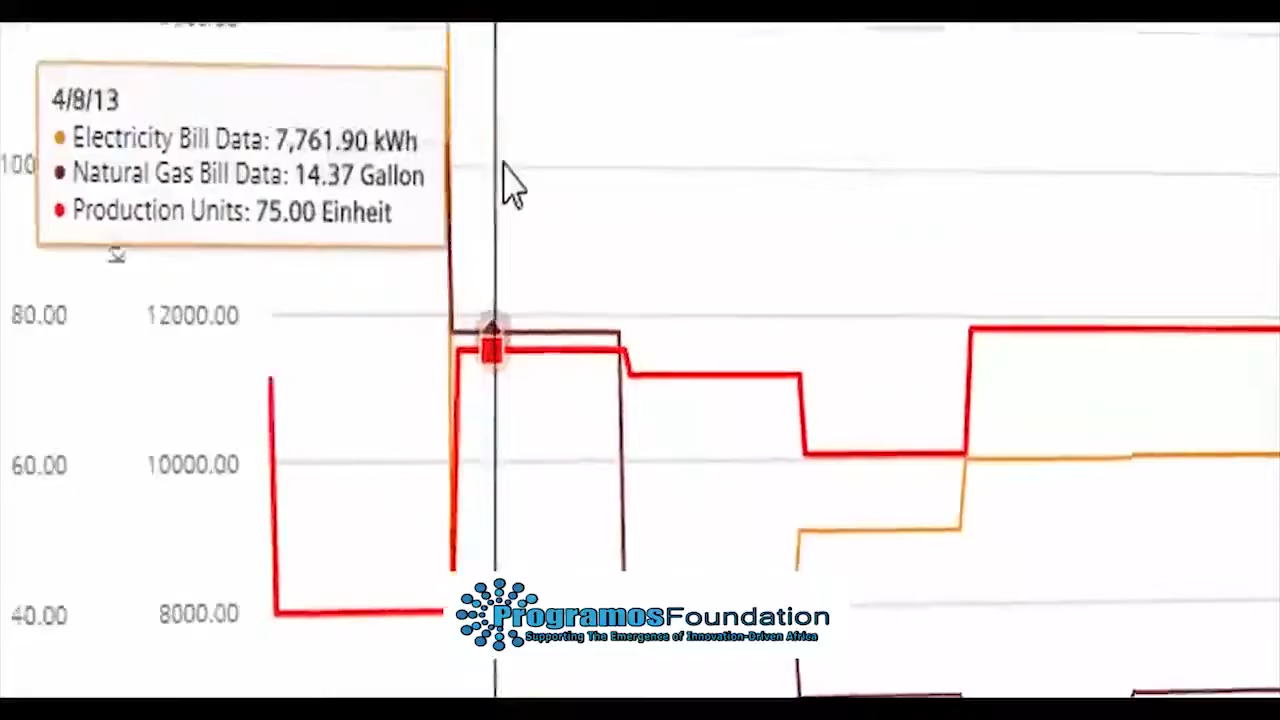 4/8/13
Electricity Bill Data: 7,761.90 kWh
Natural Gas Bill Data: 14.37 Gallon
Production Units: 75.00 Einheit
100
80.00 12000.00
60.00 10000.00
40.00 8000.00
ProgramosFoundation
Supporting The Emergence of Innovation-Driven Africa